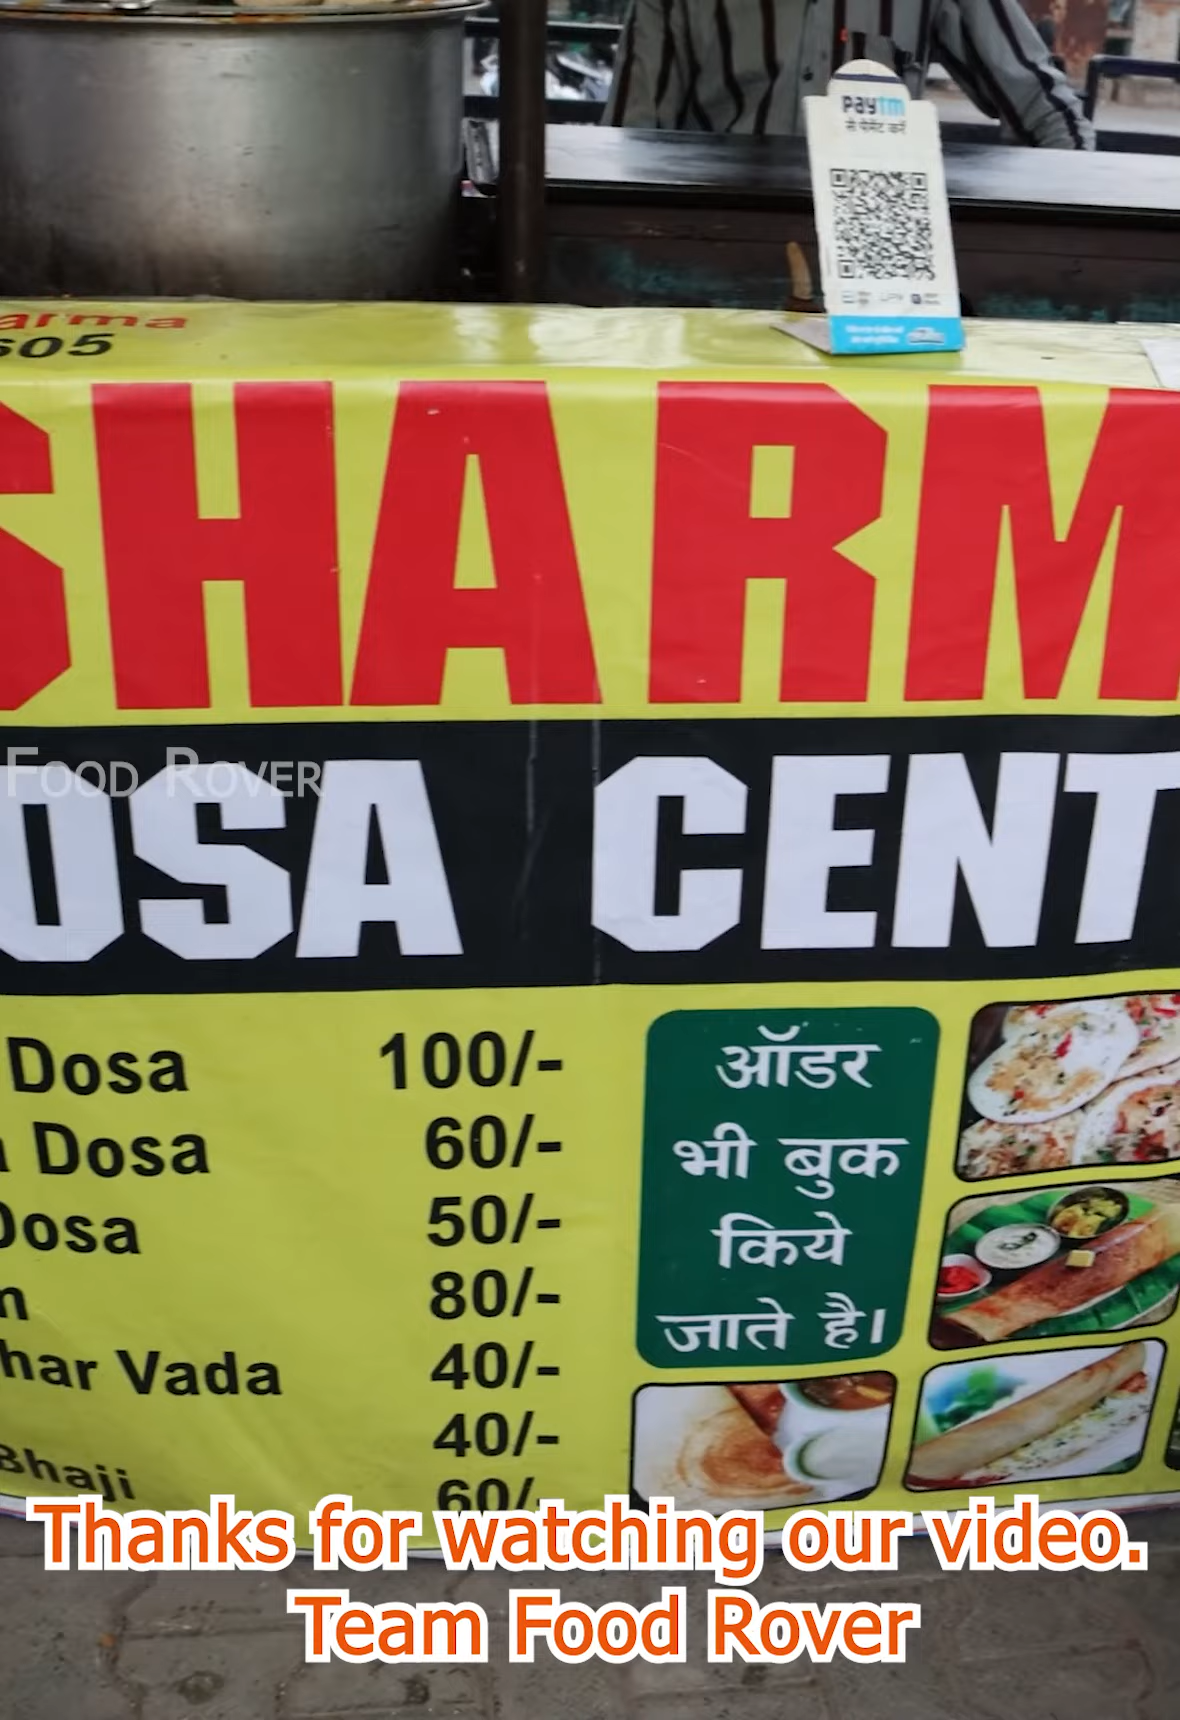 paytm
से पेमेंट करें
arma
605
SHARM
FOOD ROVER
OSA CENT
Dosa 100/-
Dosa 60/-
Dosa 50/-
80/-
har Vada 40/-
40/-
Bhaji 60/-
ऑडर
भी बुक
किये
जाते है।
Thanks for watching our video.
Team Food Rover